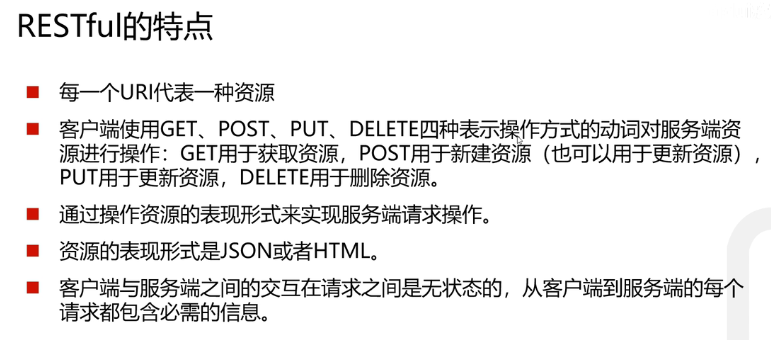 RESTful的特点
每一个URI代表一种资源
客户端使用GET、POST、PUT、DELETE四种表示操作方式的动词对服务端资
源进行操作：GET用于获取资源，POST用于新建资源（也可以用于更新资源），
PUT用于更新资源，DELETE用于删除资源。
通过操作资源的表现形式来实现服务端请求操作。
资源的表现形式是JSON或者HTML。
客户端与服务端之间的交互在请求之间是无状态的，从客户端到服务端的每个
请求都包含必需的信息。